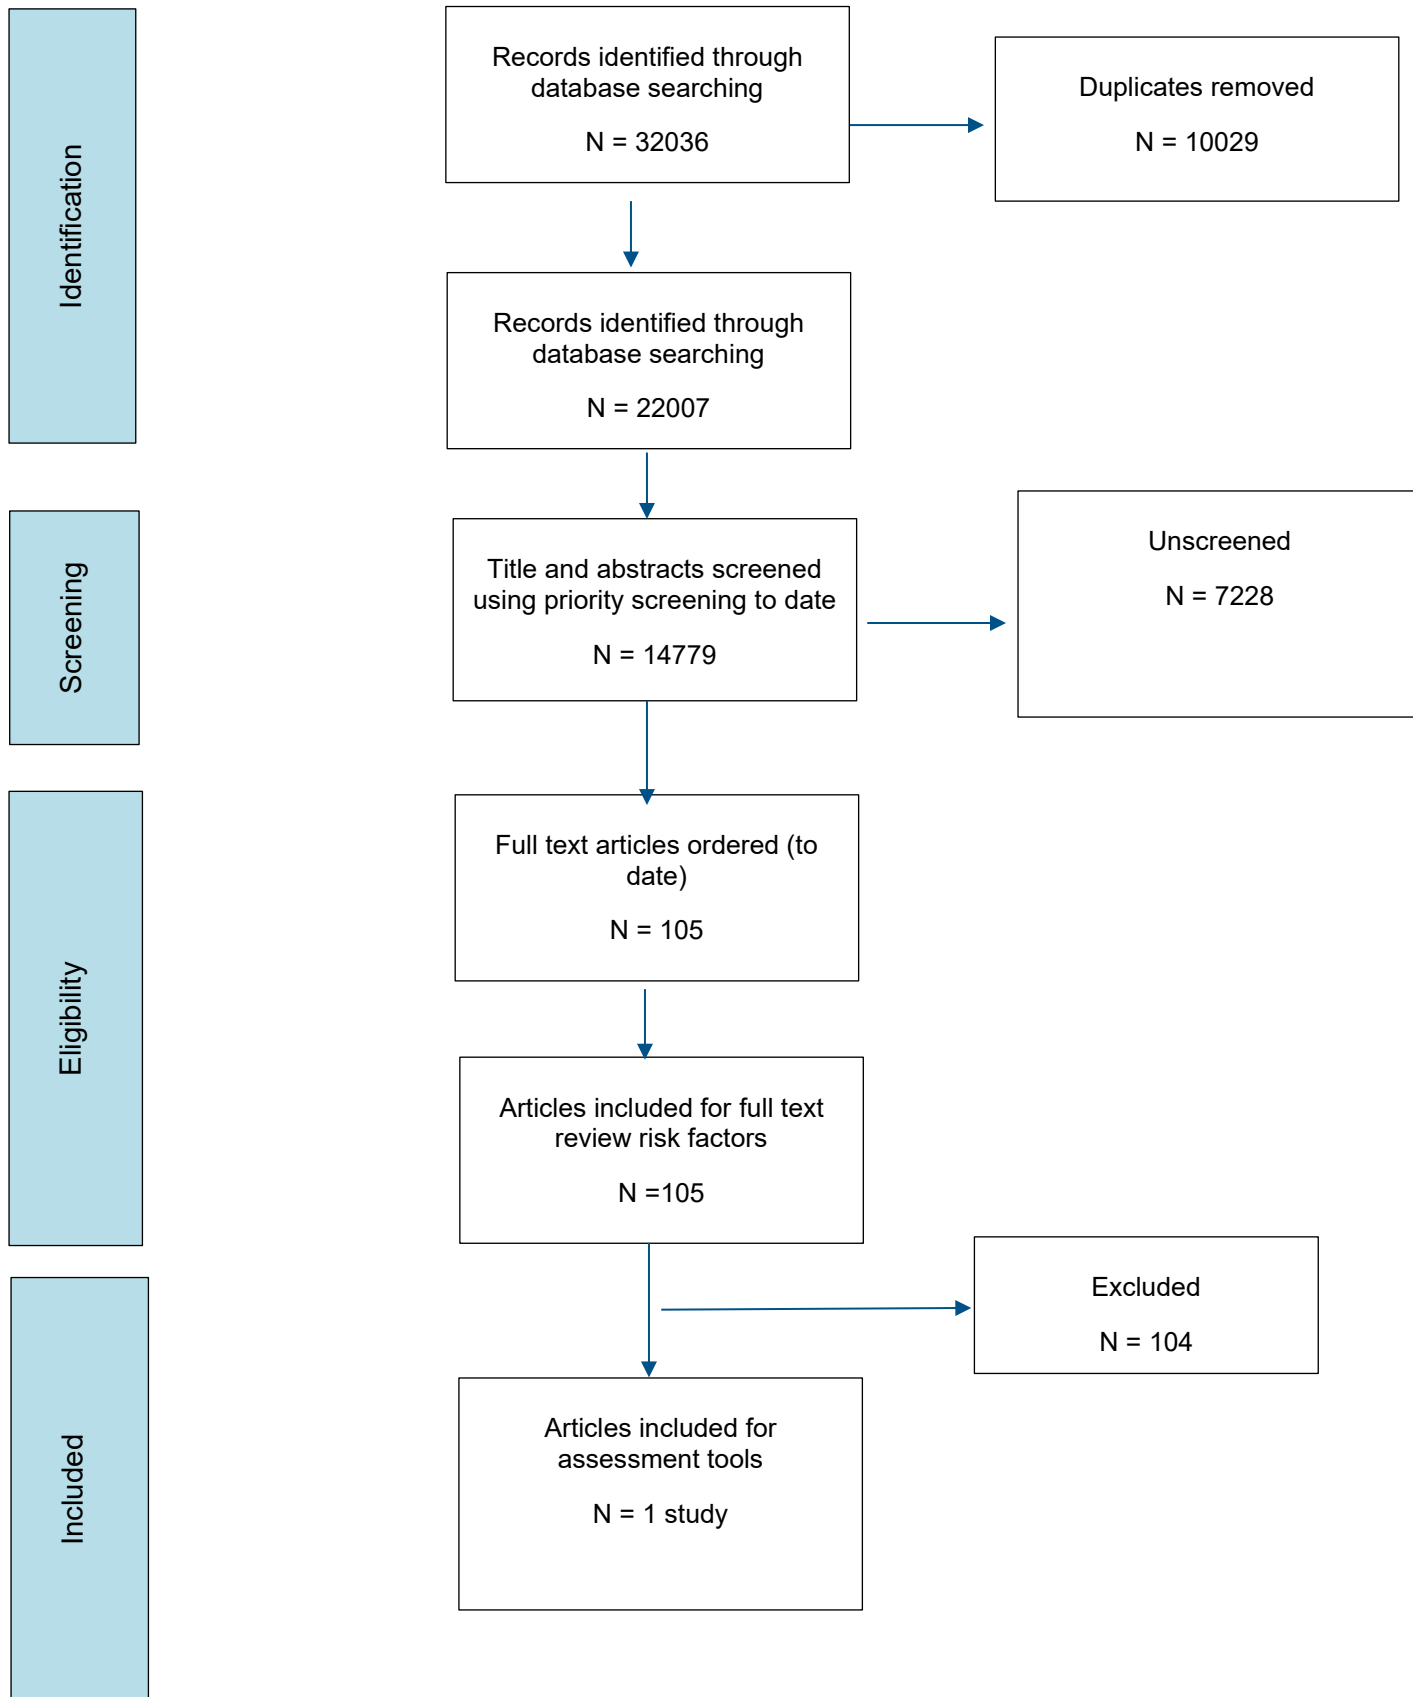 Identification
Records identified through
database searching
N = 32036
Duplicates removed
N = 10029
Records identified through
database searching
N = 22007
Screening
Title and abstracts screened
using priority screening to date
N = 14779
Unscreened
N = 7228
Eligibility
Full text articles ordered (to
date)
N = 105
Articles included for full text
review risk factors
N =105
Excluded
N = 104
Included
Articles included for
assessment tools
N = 1 study